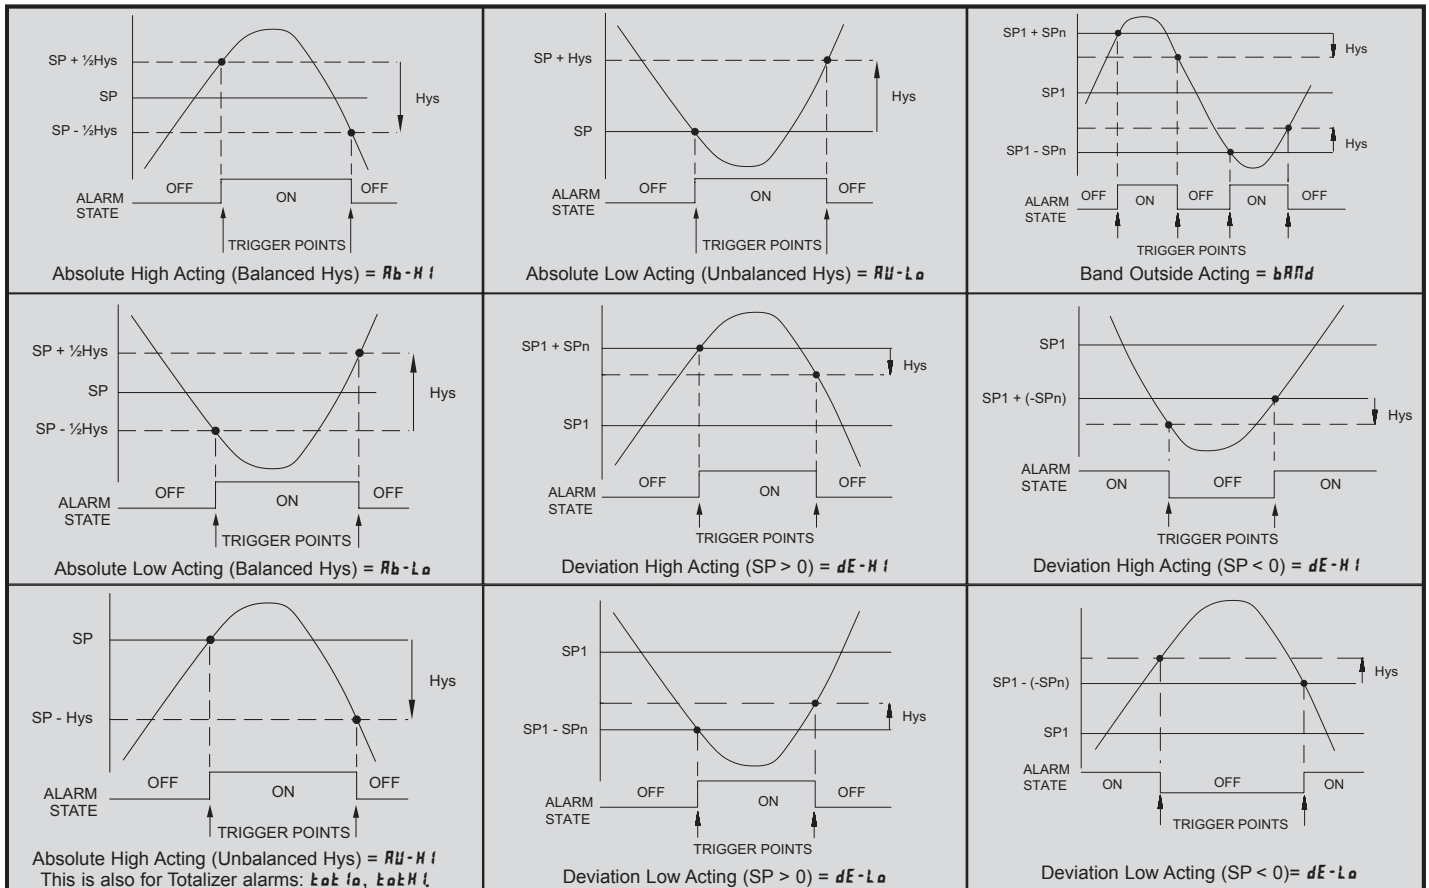 SP + ½Hys
SP
SP - ½Hys
Hys
OFF
ON
OFF
ALARM
STATE
TRIGGER POINTS
Absolute High Acting (Balanced Hys) = Ab-HI
SP + Hys
SP
Hys
OFF
ON
OFF
ALARM
STATE
TRIGGER POINTS
Absolute Low Acting (Unbalanced Hys) = AU-Lo
SP1 + SPn
Hys
SP1
SP1 - SPn
Hys
OFF
ON
OFF
ON
OFF
ALARM
STATE
TRIGGER POINTS
Band Outside Acting = bANd
SP + ½Hys
SP
SP - ½Hys
Hys
OFF
ON
OFF
ALARM
STATE
TRIGGER POINTS
Absolute Low Acting (Balanced Hys) = Ab-Lo
SP1 + SPn
Hys
SP1
OFF
ON
OFF
ALARM
STATE
TRIGGER POINTS
Deviation High Acting (SP > 0) = dE-HI
SP1
SP1 + (-SPn)
Hys
ALARM
STATE
ON
OFF
ON
TRIGGER POINTS
Deviation High Acting (SP < 0) = dE-HI
SP
Hys
SP - Hys
OFF
ON
OFF
ALARM
STATE
TRIGGER POINTS
Absolute High Acting (Unbalanced Hys) = AU-HI
This is also for Totalizer alarms: totlo, totHI.
SP1
Hys
SP1 - SPn
OFF
ON
OFF
ALARM
STATE
TRIGGER POINTS
Deviation Low Acting (SP > 0) = dE-Lo
Hys
SP1 - (-SPn)
SP1
ALARM
STATE
ON
OFF
ON
TRIGGER POINTS
Deviation Low Acting (SP < 0)= dE-Lo